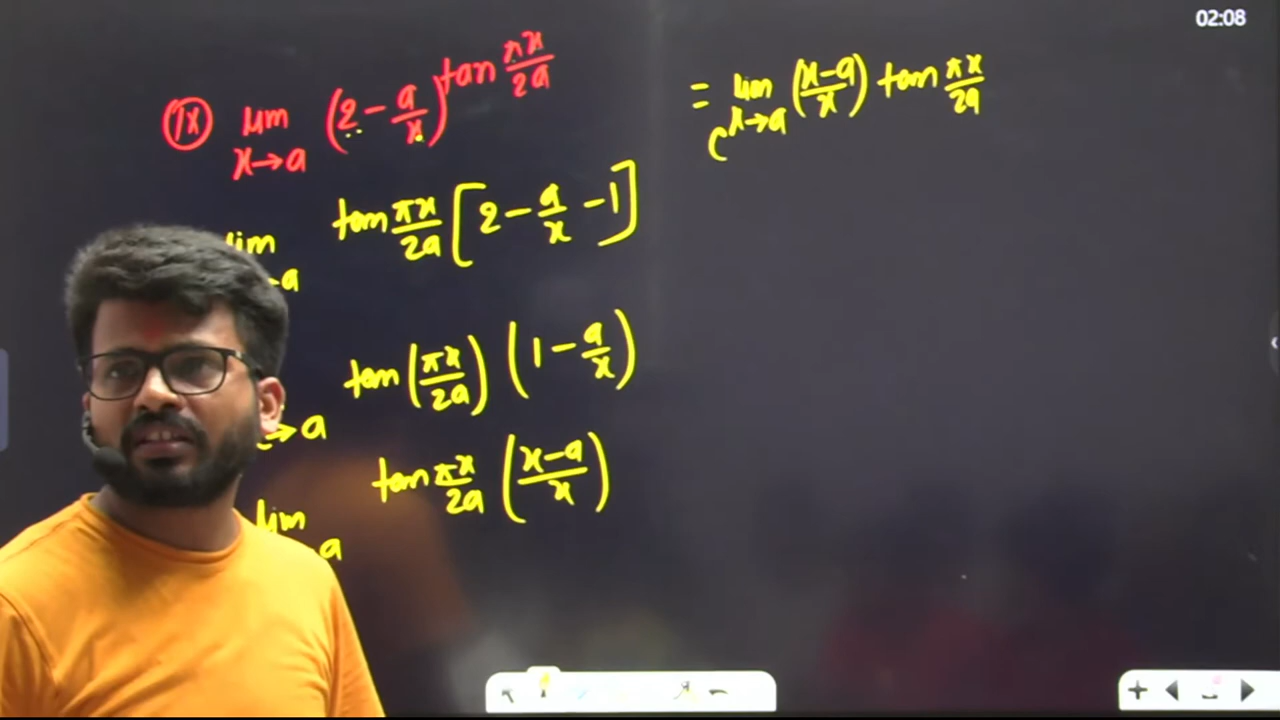 02:08
(ix) lim x→a (2 - a/x)^tan πx/2a
lim a tan πx/2a [2 - a/x - 1]
→a tan (πx/2a) (1 - a/x)
lim a tan πx/2a (x-a/x)
= e^lim x→a (x-a/x) tan πx/2a